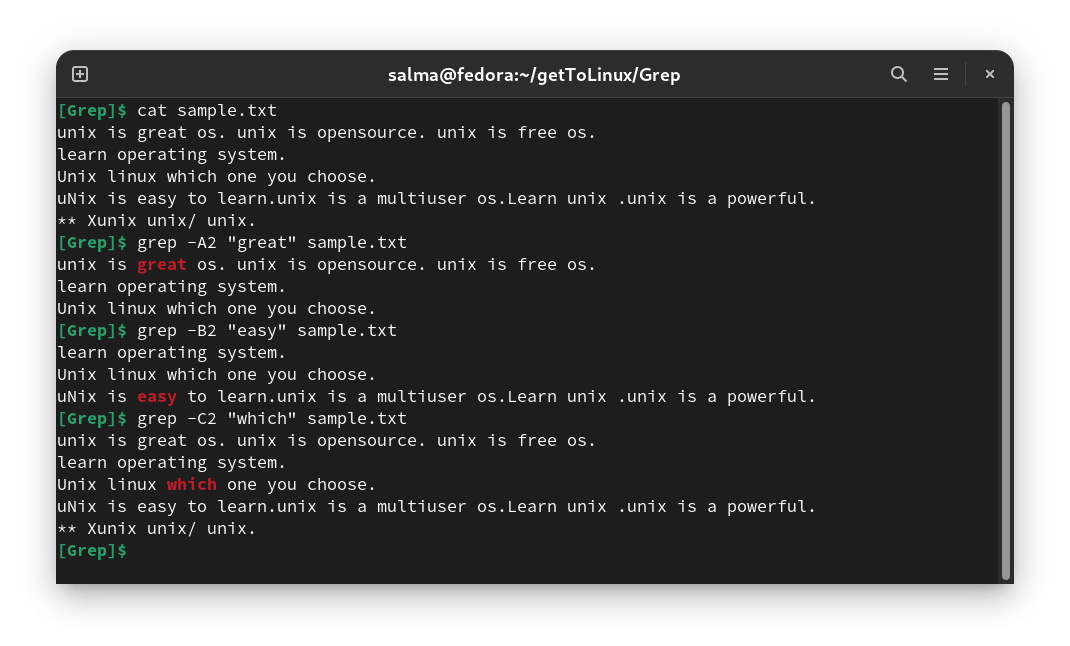 salma@fedora:~/getToLinux/Grep
[Grep]$ cat sample.txt
unix is great os. unix is opensource. unix is free os.
learn operating system.
Unix linux which one you choose.
uNix is easy to learn.unix is a multiuser os.Learn unix .unix is a powerful.
** Xunix unix/ unix.
[Grep]$ grep -A2 "great" sample.txt
unix is great os. unix is opensource. unix is free os.
learn operating system.
Unix linux which one you choose.
[Grep]$ grep -B2 "easy" sample.txt
learn operating system.
Unix linux which one you choose.
uNix is easy to learn.unix is a multiuser os.Learn unix .unix is a powerful.
[Grep]$ grep -C2 "which" sample.txt
unix is great os. unix is opensource. unix is free os.
learn operating system.
Unix linux which one you choose.
uNix is easy to learn.unix is a multiuser os.Learn unix .unix is a powerful.
** Xunix unix/ unix.
[Grep]$